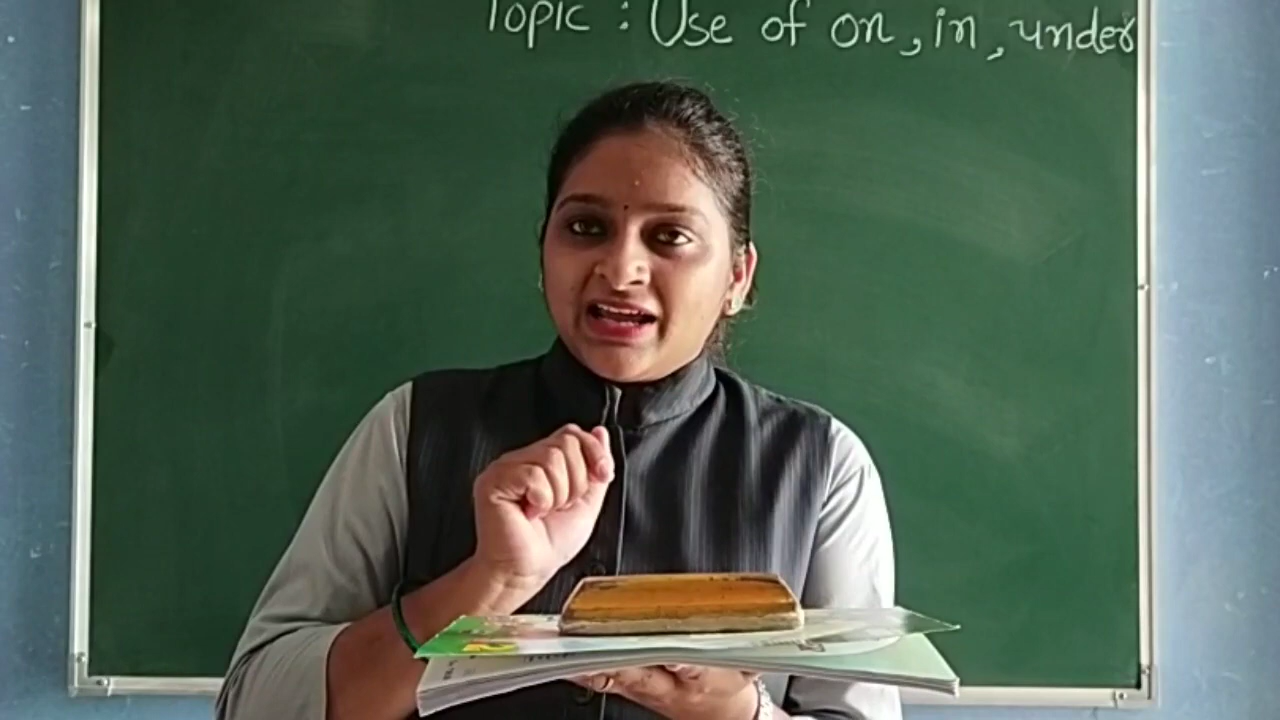 Topic : Use of on, in, under